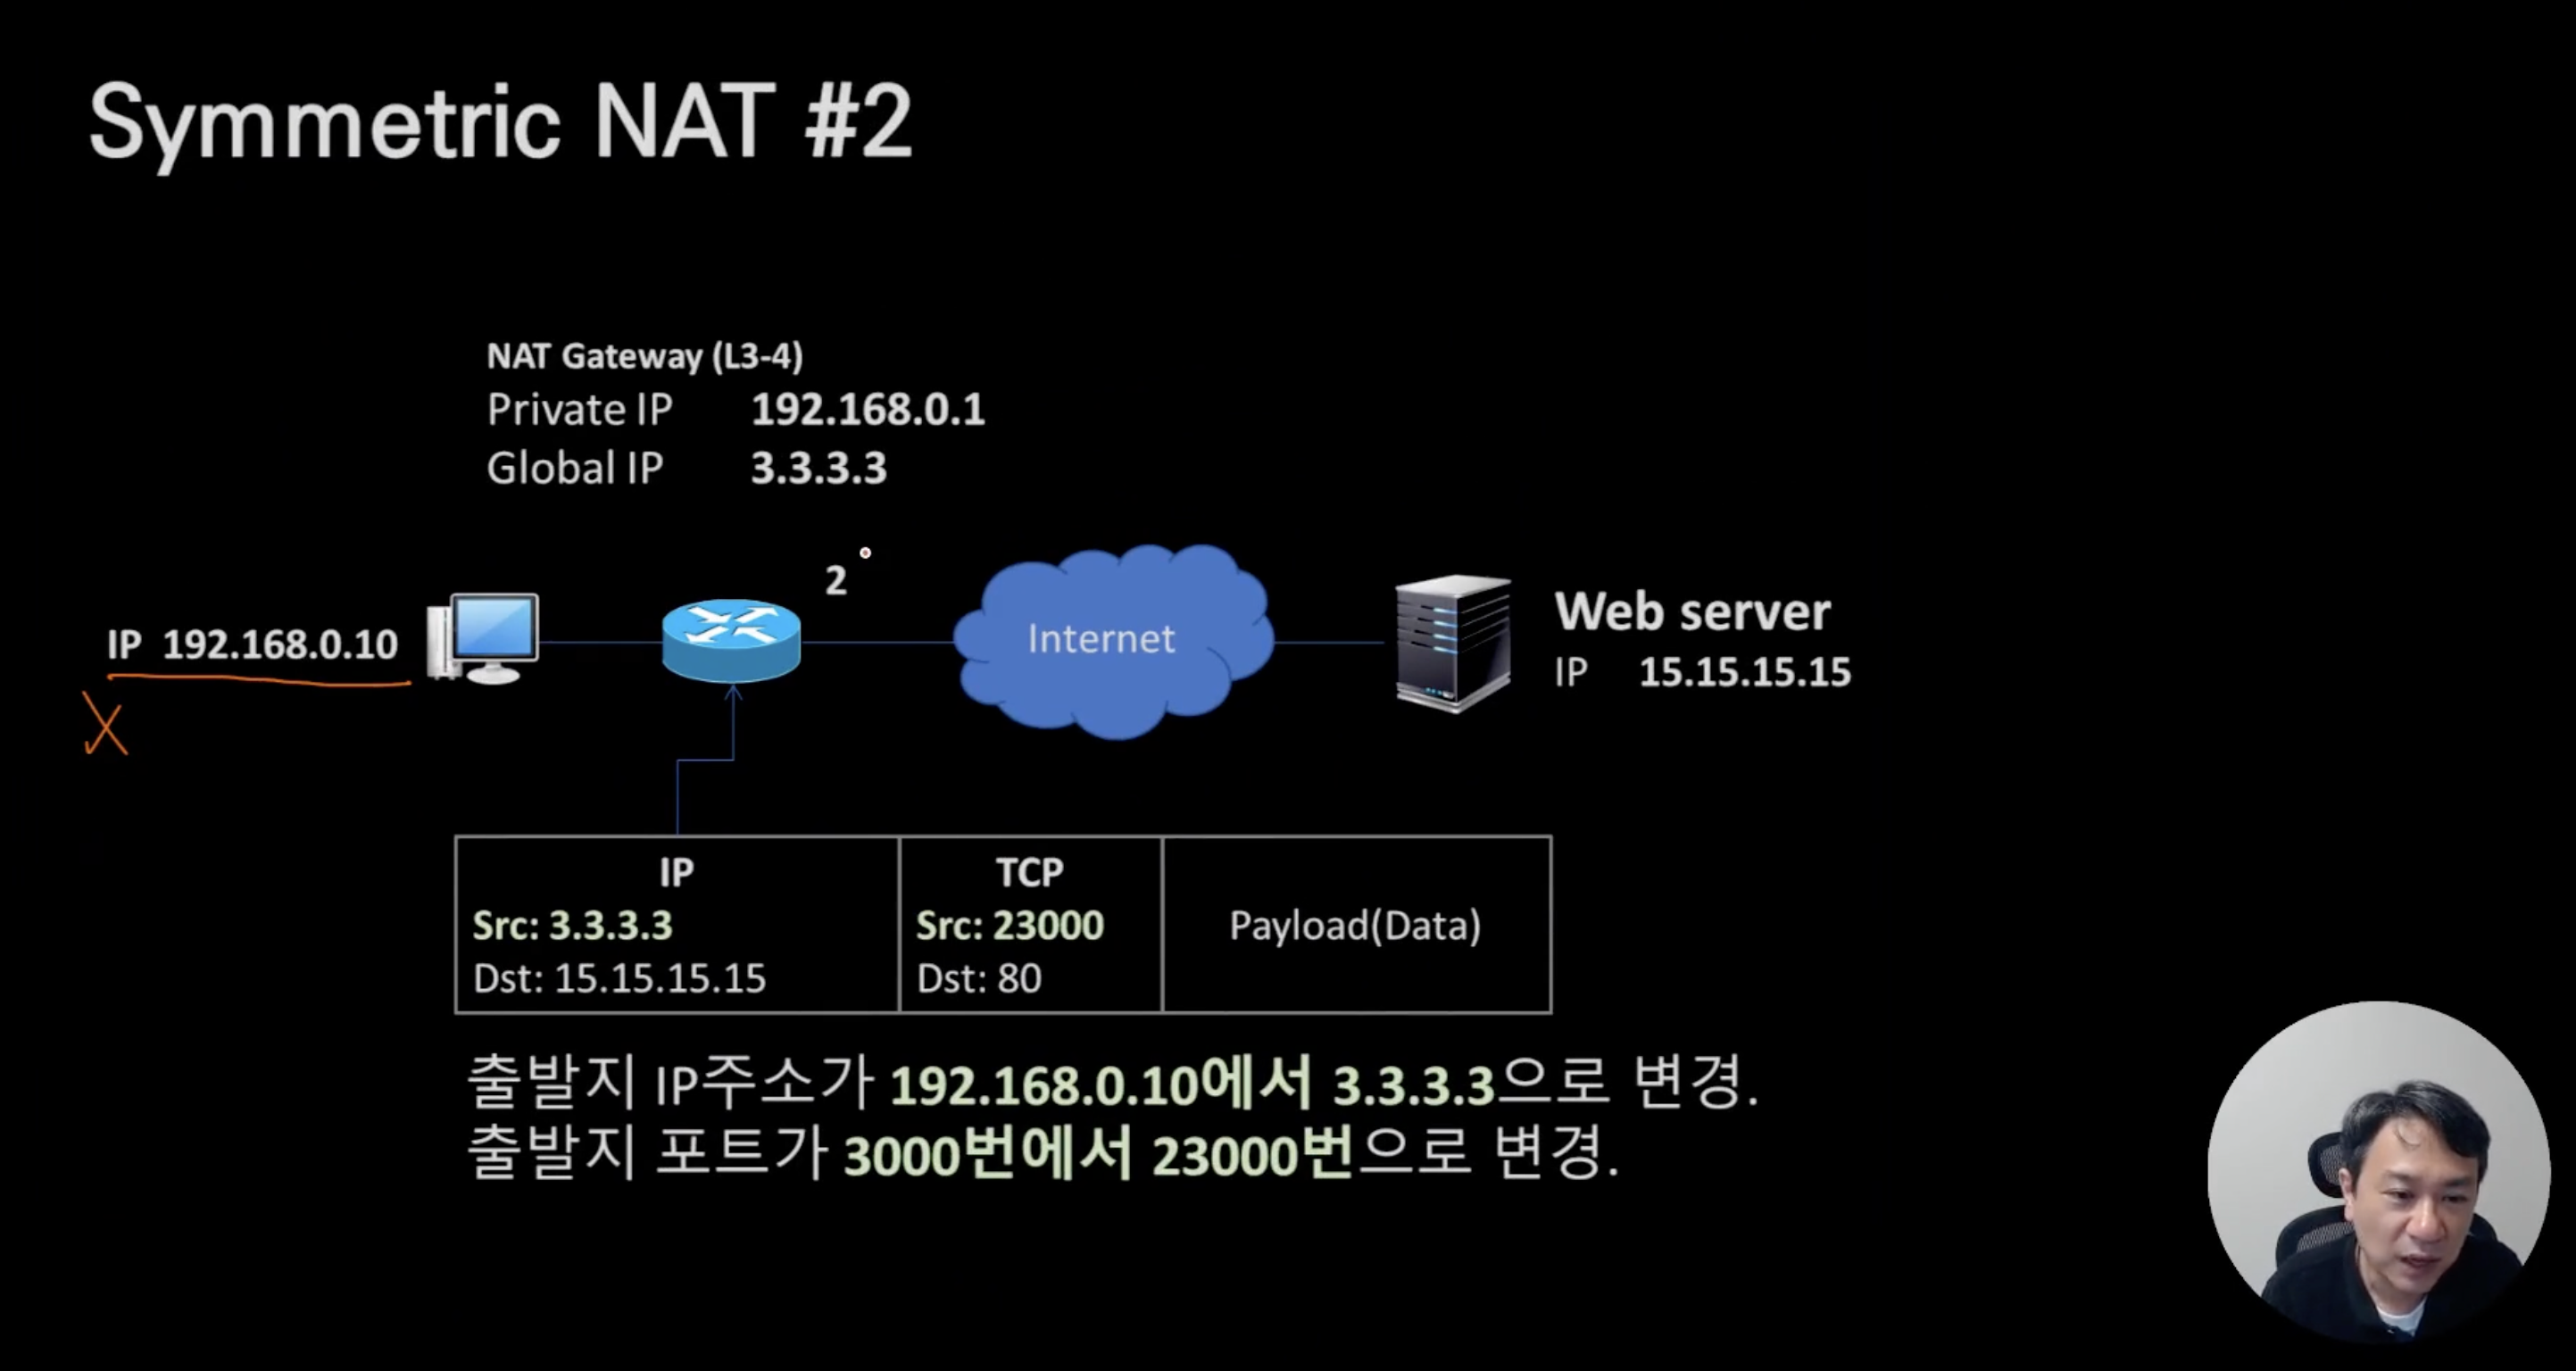 Symmetric NAT #2
NAT Gateway (L3-4)
Private IP 192.168.0.1
Global IP 3.3.3.3
2
IP 192.168.0.10
Internet
Web server
IP 15.15.15.15
X
IP
Src: 3.3.3.3
Dst: 15.15.15.15
TCP
Src: 23000
Dst: 80
Payload(Data)
출발지 IP주소가 192.168.0.10에서 3.3.3.3으로 변경.
출발지 포트가 3000번에서 23000번으로 변경.